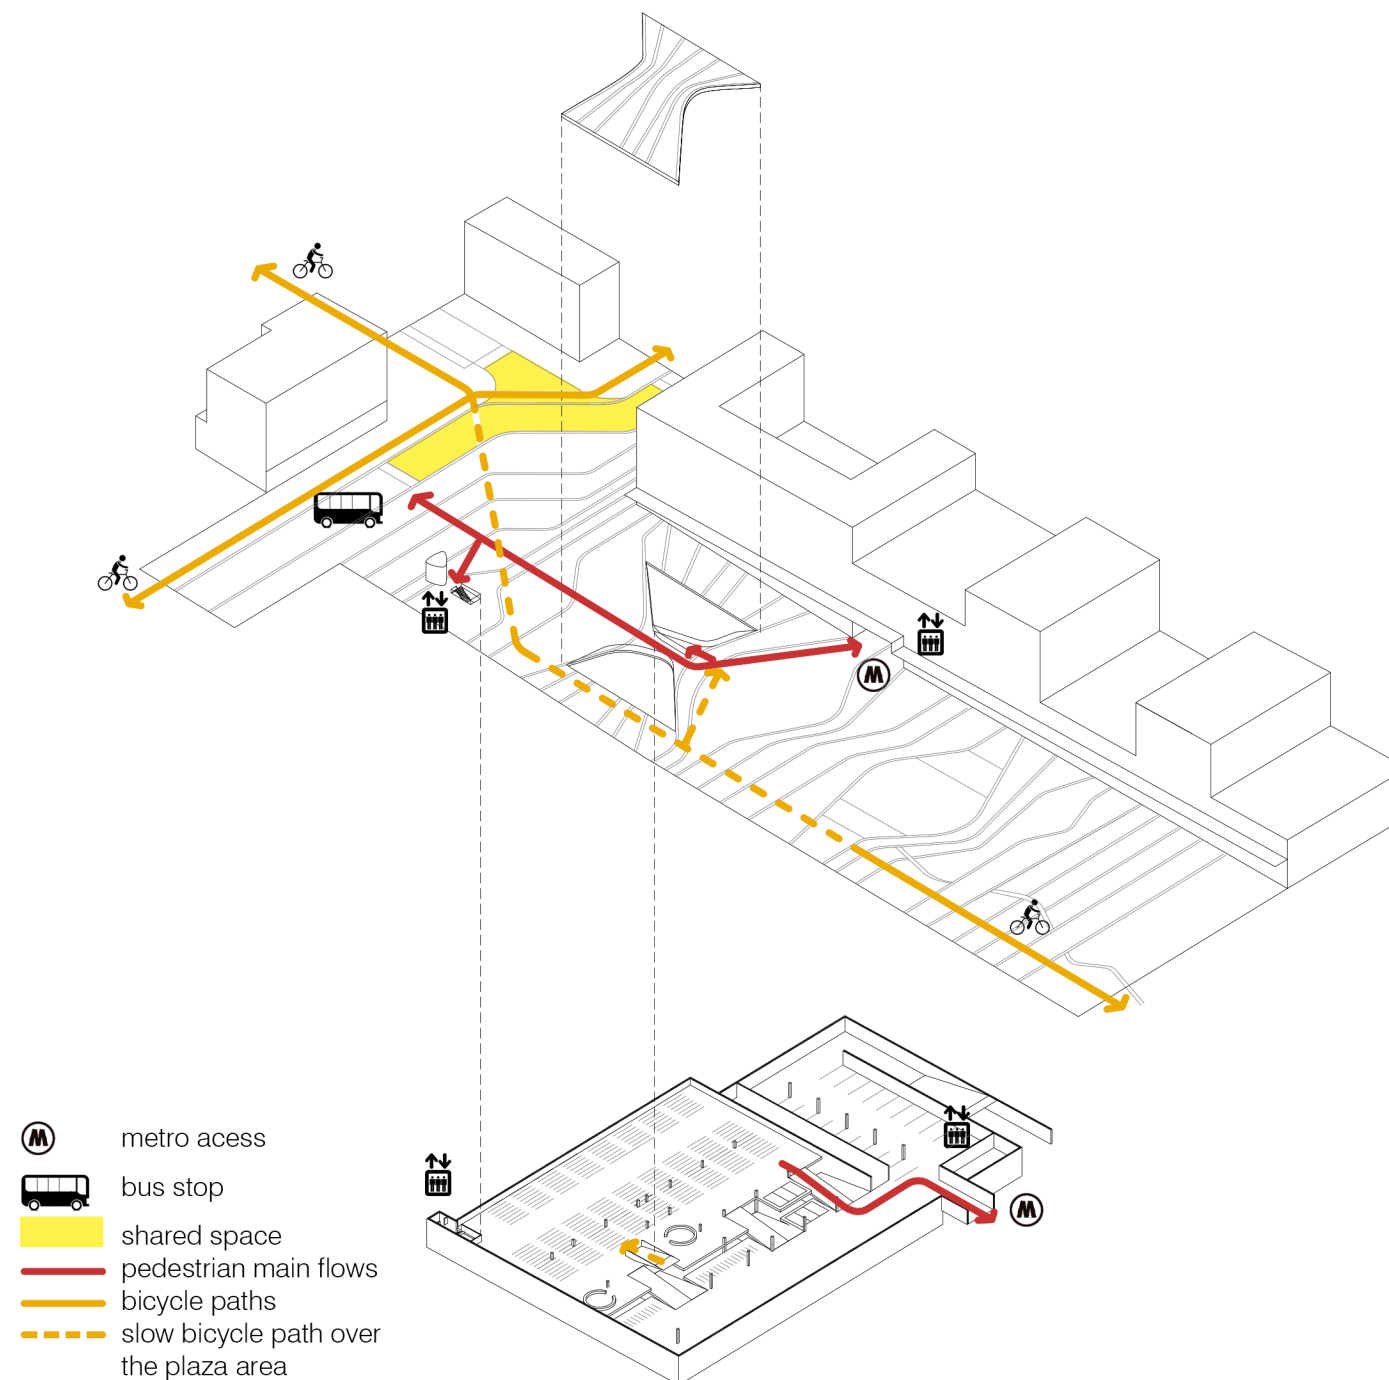 metro acess
bus stop
shared space
pedestrian main flows
bicycle paths
slow bicycle path over
the plaza area